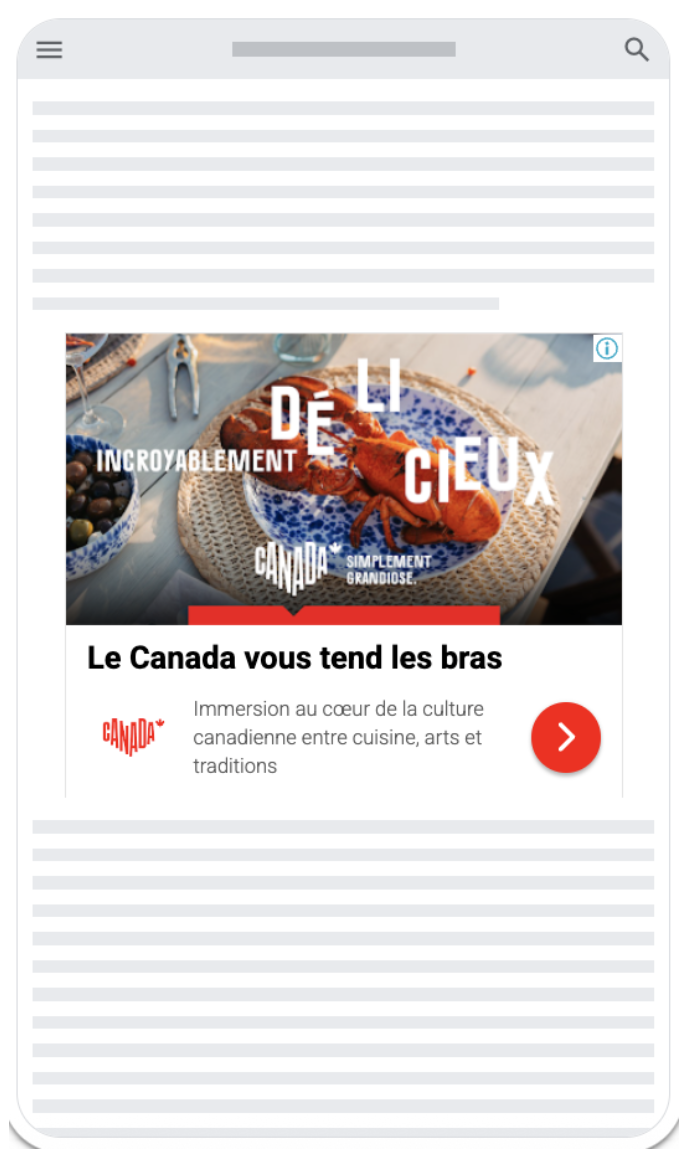 INCROYABLEMENT
DÉLICIEUX
CANADA
SIMPLEMENT
GRANDIOSE.
Le Canada vous tend les bras
CANADA
Immersion au cœur de la culture
canadienne entre cuisine, arts et
traditions